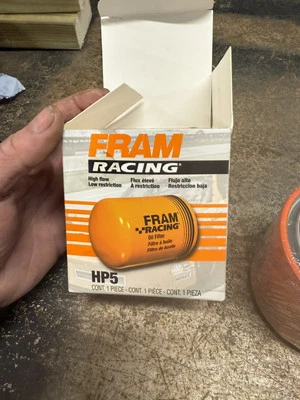 FRAM
RACING
High flow
Low restriction
Flux élevé
À restriction
Flujo alto
Restriccion baja
FRAM
RACING
Oil Filter
Filtre à huile
Filtro de Aceite
HP5
CONT. 1 PIECE - CONT. 1 PIÈCE - CONT. 1 PIEZA